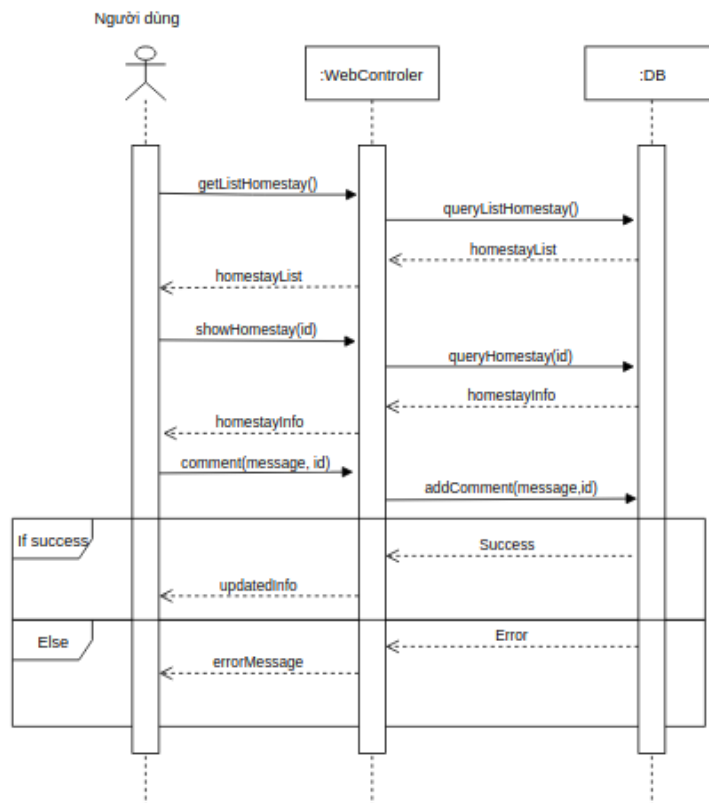 Người dùng
:WebControler
:DB
getListHomestay()
queryListHomestay()
homestayList
homestayList
showHomestay(id)
queryHomestay(id)
homestayInfo
homestayInfo
comment(message, id)
addComment(message,id)
If success
Success
updatedInfo
Else
Error
errorMessage